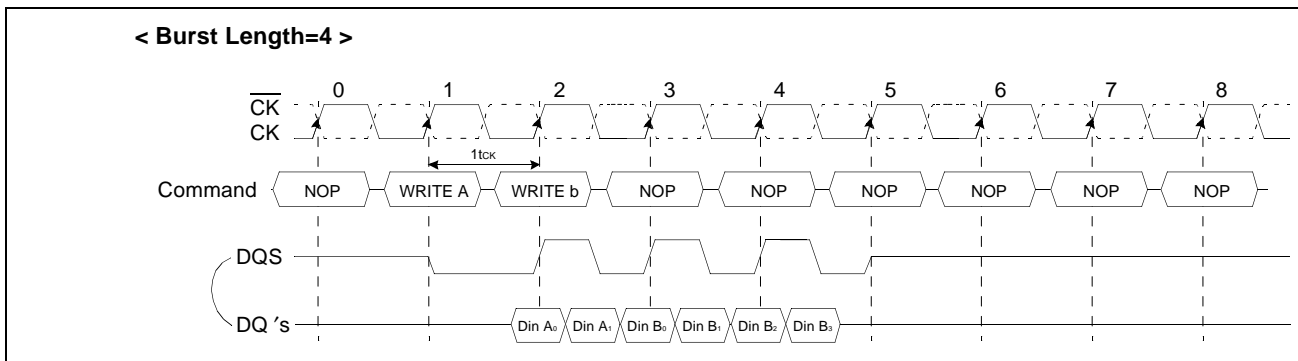 < Burst Length=4 >
0 1 2 3 4 5 6 7 8
CK
CK
1tCK
Command NOP WRITE A WRITE b NOP NOP NOP NOP NOP NOP
DQS
DQ 's Din A0 Din A1 Din B0 Din B1 Din B2 Din B3